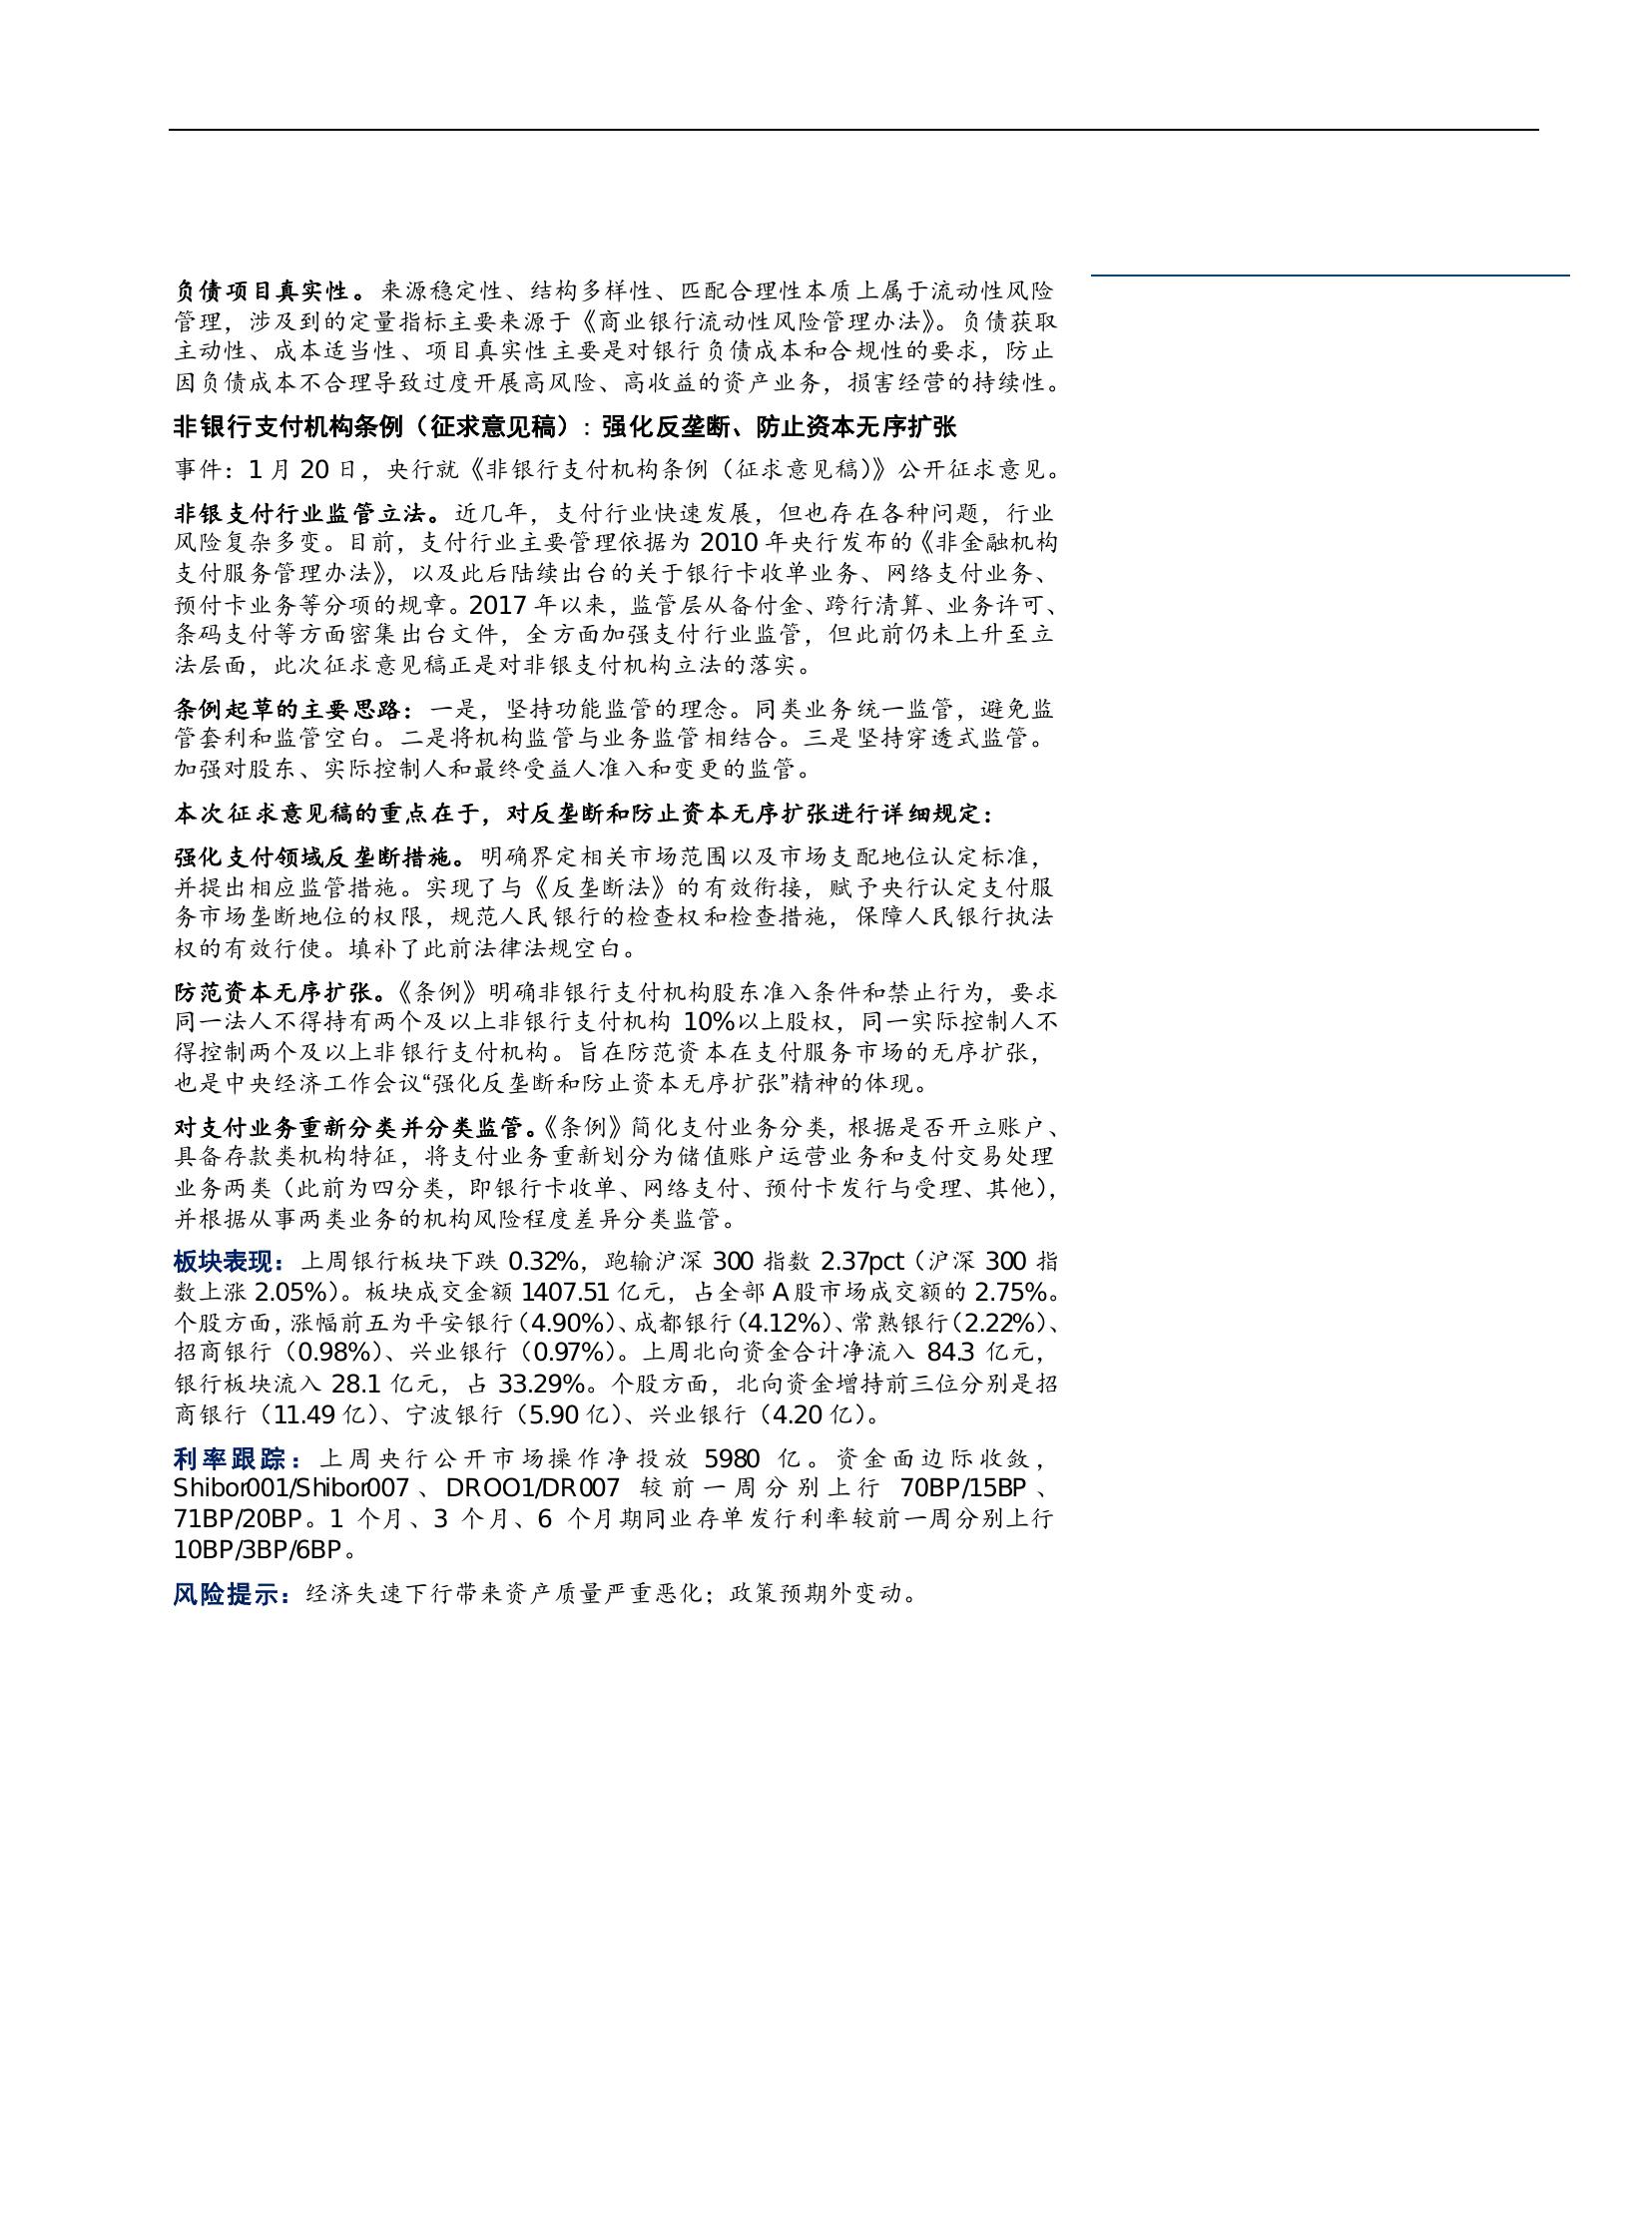 负债项目真实性。来源稳定性、结构多样性、匹配合理性本质上属于流动性风险
管理，涉及到的定量指标主要来源于《商业银行流动性风险管理办法》。负债获取
主动性、成本适当性、项目真实性主要是对银行负债成本和合规性的要求，防止
因负债成本不合理导致过度开展高风险、高收益的资产业务，损害经营的持续性。
非银行支付机构条例（征求意见稿）：强化反垄断、防止资本无序扩张
事件：1 月 20 日，央行就《非银行支付机构条例（征求意见稿）》公开征求意见。
非银支付行业监管立法。近几年，支付行业快速发展，但也存在各种问题，行业
风险复杂多变。目前，支付行业主要管理依据为 2010 年央行发布的《非金融机构
支付服务管理办法》，以及此后陆续出台的关于银行卡收单业务、网络支付业务、
预付卡业务等分项的规章。2017 年以来，监管层从备付金、跨行清算、业务许可、
条码支付等方面密集出台文件，全方面加强支付行业监管，但此前仍未上升至立
法层面，此次征求意见稿正是对非银支付机构立法的落实。
条例起草的主要思路：一是，坚持功能监管的理念。同类业务统一监管，避免监
管套利和监管空白。二是将机构监管与业务监管相结合。三是坚持穿透式监管。
加强对股东、实际控制人和最终受益人准入和变更的监管。
本次征求意见稿的重点在于，对反垄断和防止资本无序扩张进行详细规定：
强化支付领域反垄断措施。明确界定相关市场范围以及市场支配地位认定标准，
并提出相应监管措施。实现了与《反垄断法》的有效衔接，赋予央行认定支付服
务市场垄断地位的权限，规范人民银行的检查权和检查措施，保障人民银行执法
权的有效行使。填补了此前法律法规空白。
防范资本无序扩张。《条例》明确非银行支付机构股东准入条件和禁止行为，要求
同一法人不得持有两个及以上非银行支付机构 10%以上股权，同一实际控制人不
得控制两个及以上非银行支付机构。旨在防范资本在支付服务市场的无序扩张，
也是中央经济工作会议“强化反垄断和防止资本无序扩张”精神的体现。
对支付业务重新分类并分类监管。《条例》简化支付业务分类，根据是否开立账户、
具备存款类机构特征，将支付业务重新划分为储值账户运营业务和支付交易处理
业务两类（此前为四分类，即银行卡收单、网络支付、预付卡发行与受理、其他），
并根据从事两类业务的机构风险程度差异分类监管。
板块表现：上周银行板块下跌 0.32%，跑输沪深 300 指数 2.37pct（沪深 300 指
数上涨 2.05%）。板块成交金额 1407.51 亿元，占全部 A 股市场成交额的 2.75%。
个股方面，涨幅前五为平安银行（4.90%）、成都银行（4.12%）、常熟银行（2.22%）、
招商银行（0.98%）、兴业银行（0.97%）。上周北向资金合计净流入 84.3 亿元，
银行板块流入 28.1 亿元，占 33.29%。个股方面，北向资金增持前三位分别是招
商银行（11.49 亿）、宁波银行（5.90 亿）、兴业银行（4.20 亿）。
利率跟踪：上周央行公开市场操作净投放 5980 亿。资金面边际收敛，
Shibor001/Shibor007、DROO1/DR007 较前一周分别上行 70BP/15BP、
71BP/20BP。1 个月、3 个月、6 个月期同业存单发行利率较前一周分别上行
10BP/3BP/6BP。
风险提示：经济失速下行带来资产质量严重恶化；政策预期外变动。